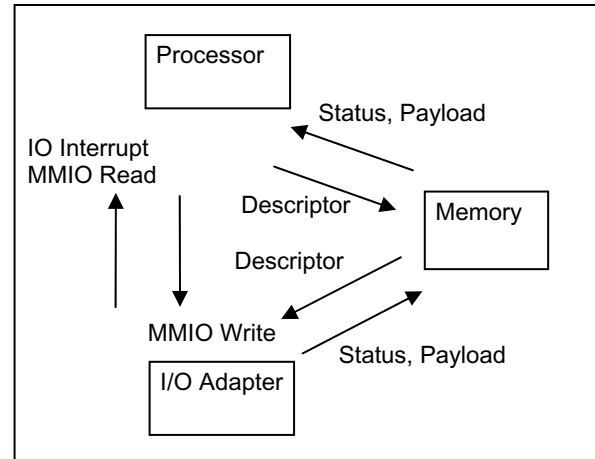 Processor
Status, Payload
IO Interrupt
MMIO Read
Descriptor
Memory
Descriptor
MMIO Write
Status, Payload
I/O Adapter